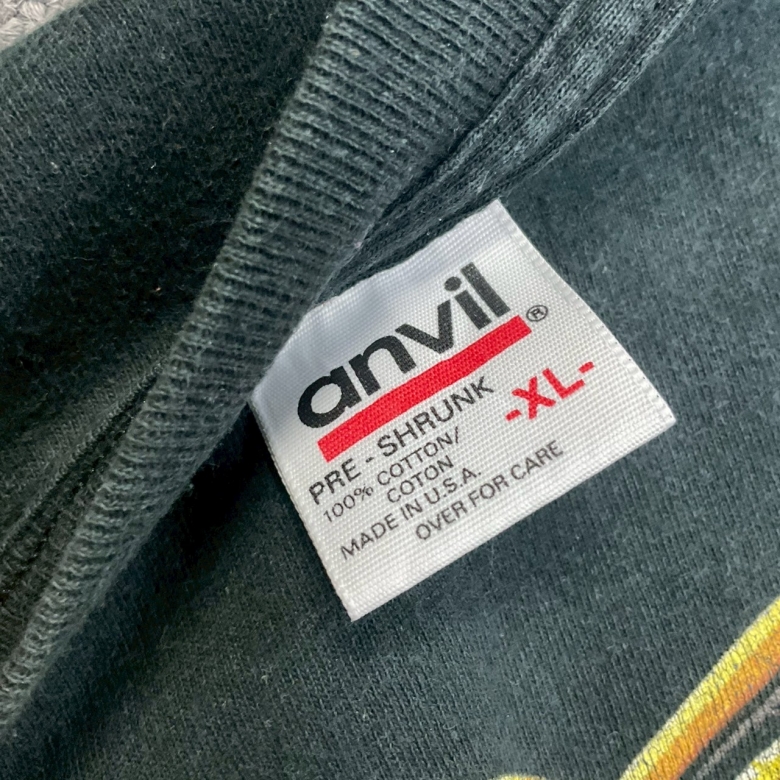 anvil®
PRE-SHRUNK -XL-
100% COTTON/
COTON
MADE IN U.S.A.
OVER FOR CARE